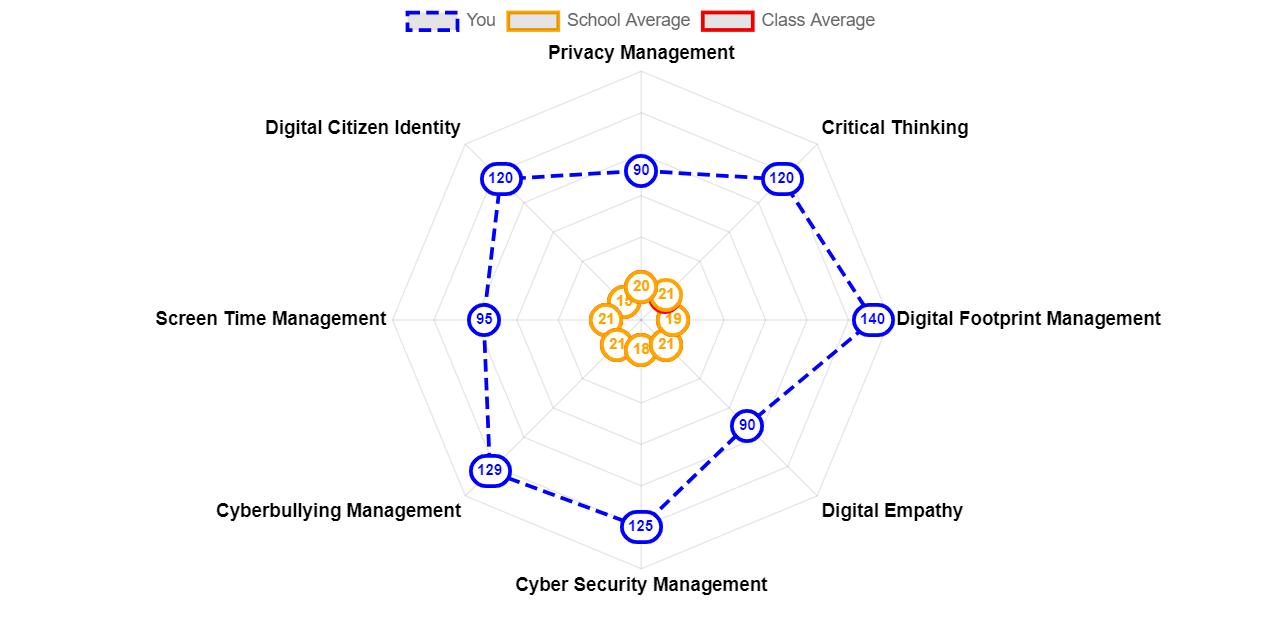 You School Average Class Average
Privacy Management
Digital Citizen Identity
Critical Thinking
90
120
120
20
21
15
Screen Time Management
95
21
19
140
Digital Footprint Management
21
18
21
90
129
125
Cyberbullying Management
Digital Empathy
Cyber Security Management